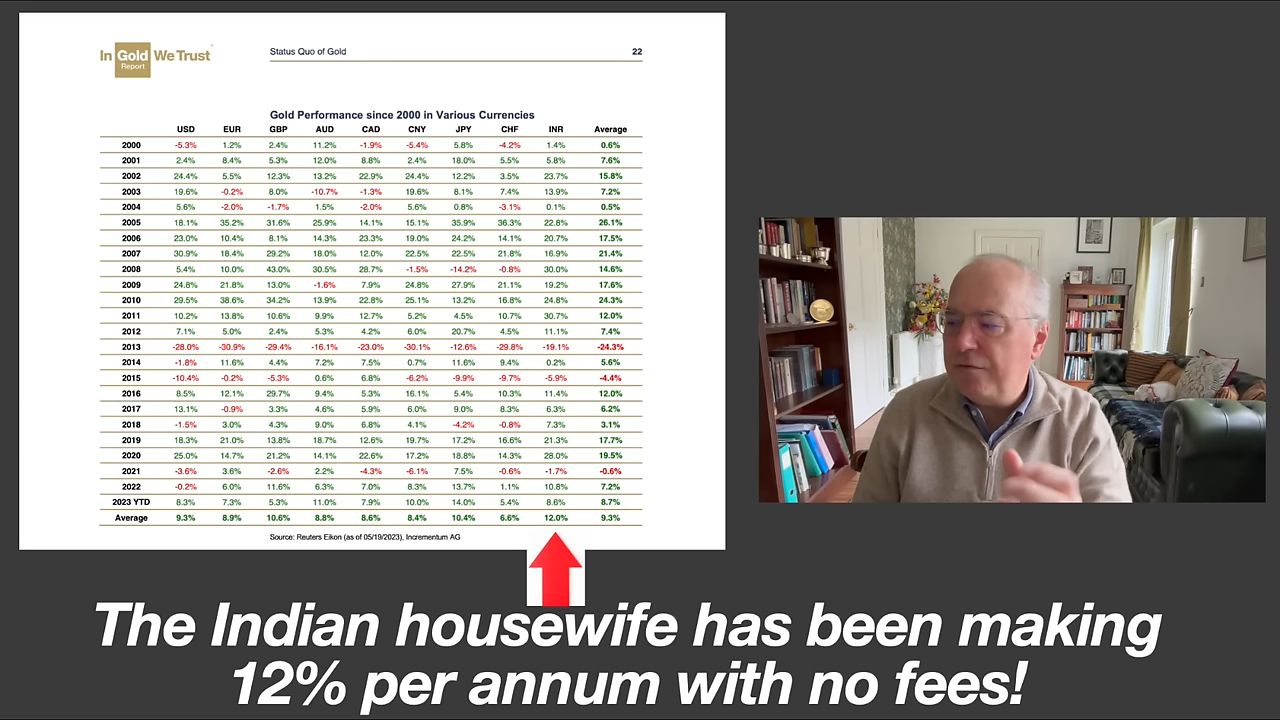 In Gold We Trust
Report
Status Quo of Gold
22
Gold Performance since 2000 in Various Currencies
USD EUR GBP AUD CAD CNY JPY CHF INR Average
2000 -5.3% 1.2% 2.4% 11.2% -1.9% -5.4% 5.8% -4.2% 1.4% 0.6%
2001 2.4% 8.4% 5.3% 12.0% 8.8% 2.4% 18.0% 5.5% 5.8% 7.6%
2002 24.4% 5.5% 12.3% 13.2% 22.9% 24.4% 12.2% 3.5% 23.7% 15.8%
2003 19.6% -0.2% 8.0% -10.7% -1.3% 19.6% 8.1% 7.4% 13.9% 7.2%
2004 5.6% -2.0% -1.7% 1.5% -2.0% 5.6% 0.8% -3.1% 0.1% 0.5%
2005 18.1% 35.2% 31.6% 25.9% 14.1% 15.1% 35.9% 36.3% 22.8% 26.1%
2006 23.0% 10.4% 8.1% 14.3% 23.3% 19.0% 24.2% 14.1% 20.7% 17.5%
2007 30.9% 18.4% 29.2% 18.0% 12.0% 22.5% 22.5% 21.8% 16.9% 21.4%
2008 5.4% 10.0% 43.0% 30.5% 28.7% -1.5% -14.2% -0.8% 30.0% 14.6%
2009 24.8% 21.8% 13.0% -1.6% 7.9% 24.8% 27.9% 21.1% 19.2% 17.6%
2010 29.5% 38.6% 34.2% 13.9% 22.8% 25.1% 13.2% 16.8% 24.8% 24.3%
2011 10.2% 13.8% 10.6% 9.9% 12.7% 5.2% 4.5% 10.7% 30.7% 12.0%
2012 7.1% 5.0% 2.4% 5.3% 4.2% 6.0% 20.7% 4.5% 11.1% 7.4%
2013 -28.0% -30.9% -29.4% -16.1% -23.0% -30.1% -12.6% -29.8% -19.1% -24.3%
2014 -1.8% 11.6% 4.4% 7.2% 7.5% 0.7% 11.6% 9.4% 0.2% 5.6%
2015 -10.4% -0.2% -5.3% 0.6% 6.8% -6.2% -9.9% -9.7% -5.9% -4.4%
2016 8.5% 12.1% 29.7% 9.4% 5.3% 16.1% 5.4% 10.3% 11.4% 12.0%
2017 13.1% -0.9% 3.3% 4.6% 5.9% 6.0% 9.0% 8.3% 6.3% 6.2%
2018 -1.5% 3.0% 4.3% 9.0% 6.8% 4.1% -4.2% -0.8% 7.3% 3.1%
2019 18.3% 21.0% 13.8% 18.7% 12.6% 19.7% 17.2% 16.6% 21.3% 17.7%
2020 25.0% 14.7% 21.2% 14.1% 22.6% 17.2% 18.8% 14.3% 28.0% 19.5%
2021 -3.6% 3.6% -2.6% 2.2% -4.3% -6.1% 7.5% -0.6% -1.7% -0.6%
2022 -0.2% 6.0% 11.6% 6.3% 7.0% 8.3% 13.7% 1.1% 10.8% 7.2%
2023 YTD 8.3% 7.3% 5.3% 11.0% 7.9% 10.0% 14.0% 5.4% 8.6% 8.7%
Average 9.3% 8.9% 10.6% 8.8% 8.6% 8.4% 10.4% 6.6% 12.0% 9.3%
Source: Reuters Eikon (as of 05/19/2023), Incrementum AG
The Indian housewife has been making
12% per annum with no fees!